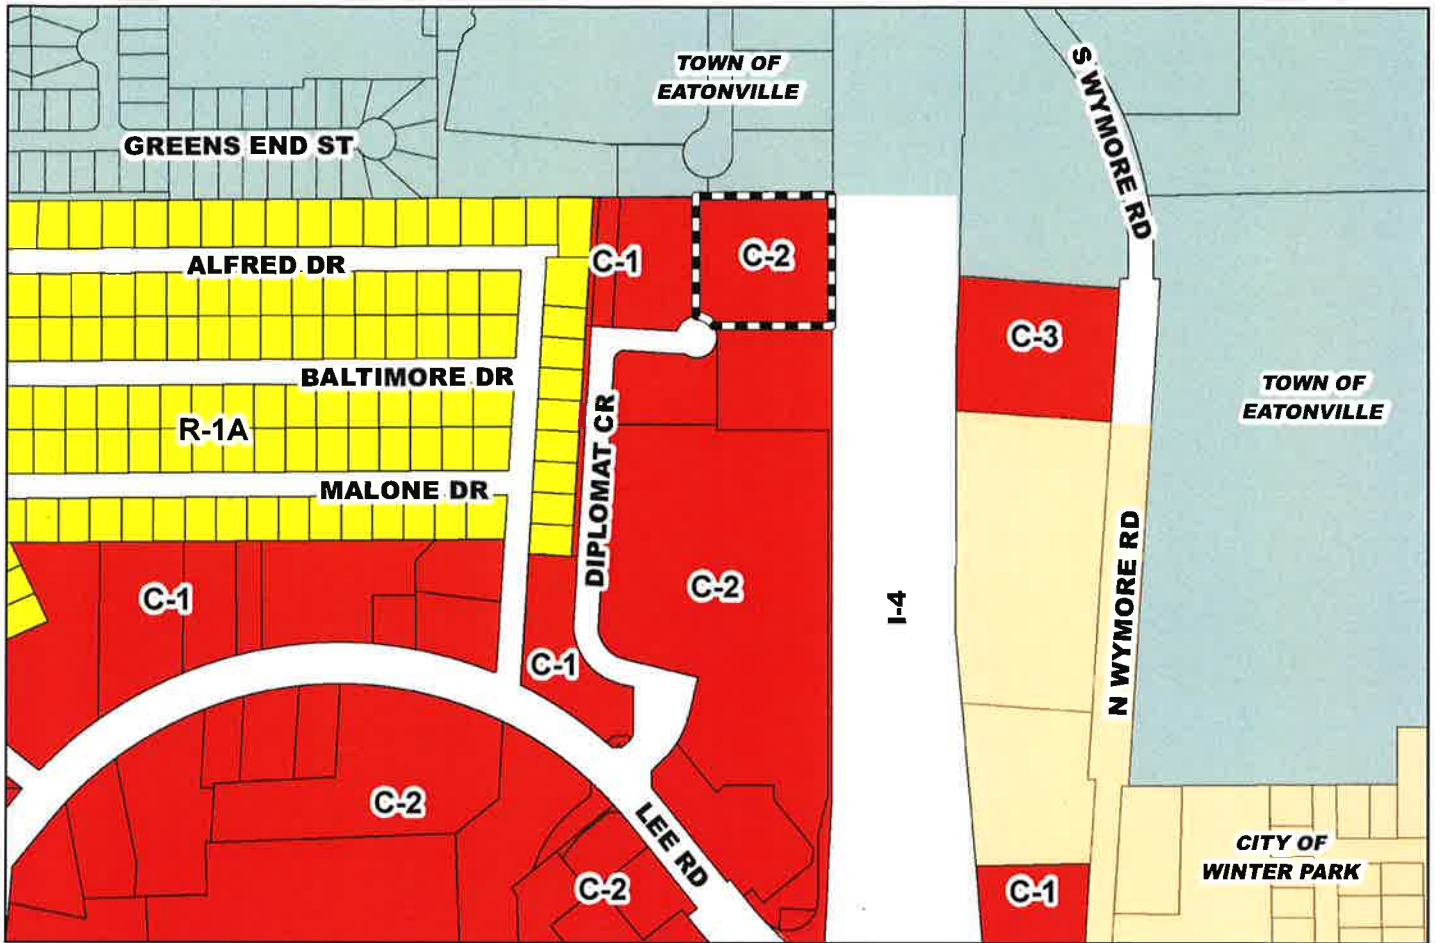 TOWN OF
EATONVILLE
S WYMORE RD
GREENS END ST
ALFRED DR
C-1
C-2
C-3
BALTIMORE DR
TOWN OF
EATONVILLE
R-1A
MALONE DR
DIPLOMAT CR
C-1
C-2
I-4
N WYMORE RD
C-1
C-2
LEE RD
C-2
CITY OF
WINTER PARK
C-1